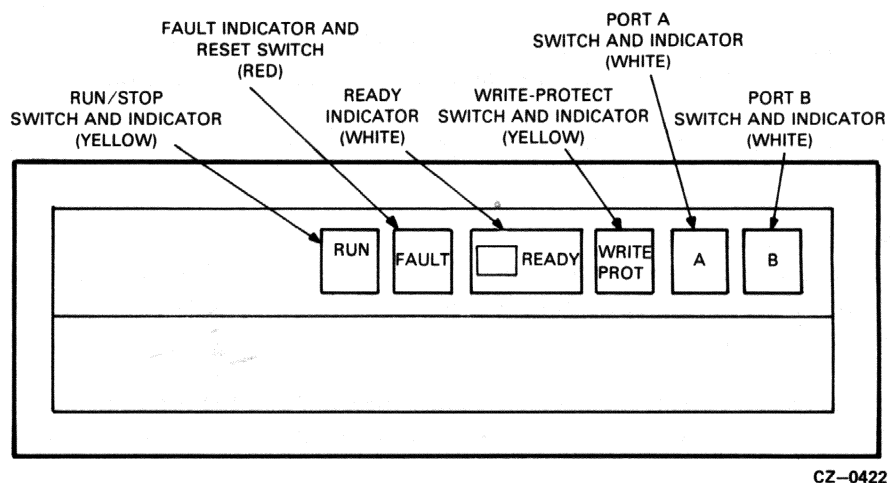 FAULT INDICATOR AND
RESET SWITCH
(RED)
PORT A
SWITCH AND INDICATOR
(WHITE)
RUN/STOP
SWITCH AND INDICATOR
(YELLOW)
READY
INDICATOR
(WHITE)
WRITE-PROTECT
SWITCH AND INDICATOR
(YELLOW)
PORT B
SWITCH AND INDICATOR
(WHITE)
RUN
FAULT
READY
WRITE
PROT
A
B
CZ-0422